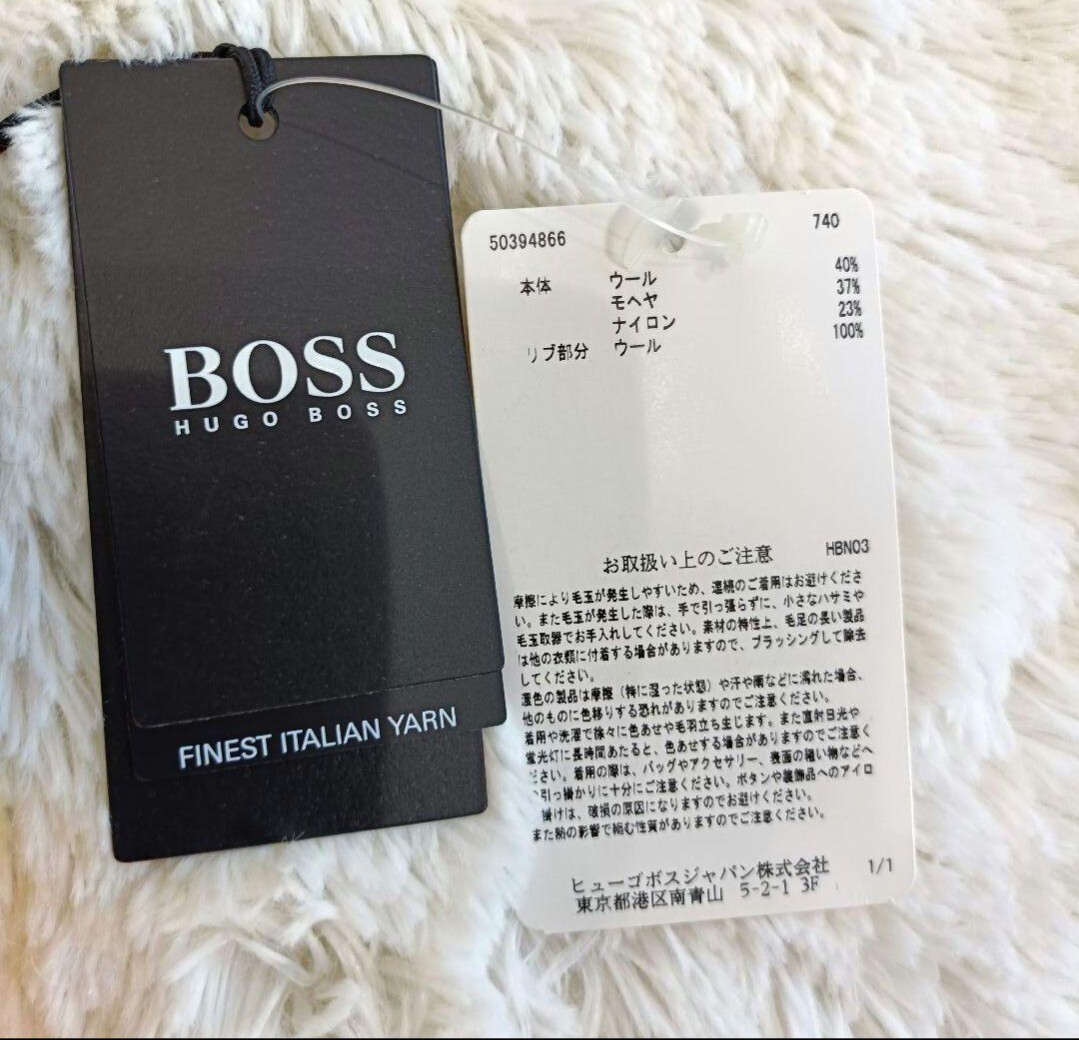 BOSS
HUGO BOSS
FINEST ITALIAN YARN
50394866 740
本体 ウール 40%
モヘヤ 37%
ナイロン 23%
リブ部分 ウール 100%
お取扱い上のご注意 HBN03
摩擦により毛玉が発生しやすいため、連続のご着用はお避けくださ
い。また毛玉が発生した際は、手で引っ張らずに、小さなハサミや
毛玉取器でお手入れしてください。素材の特性上、毛足の長い製品
は他の衣類に付着する場合がありますので、ブラッシングして除去
してください。
濃色の製品は摩擦（特に湿った状態）や汗や雨などに濡れた場合、
他のものに色移りする恐れがありますのでご注意ください。
着用や洗濯で徐々に色あせや毛羽立ち生じます。また直射日光や
蛍光灯に長時間あたると、色あせする場合がありますのでご注意く
ださい。着用の際は、バッグやアクセサリー、表面の粗い物などへ
引っ掛かりに十分にご注意ください。ボタンや装飾品へのアイロ
掛けは、破損の原因になりますのでお避けください。
また熱の影響で縮む性質がありますのでご注意ください。
ヒューゴボスジャパン株式会社 1/1
東京都港区南青山 5-2-1 3F